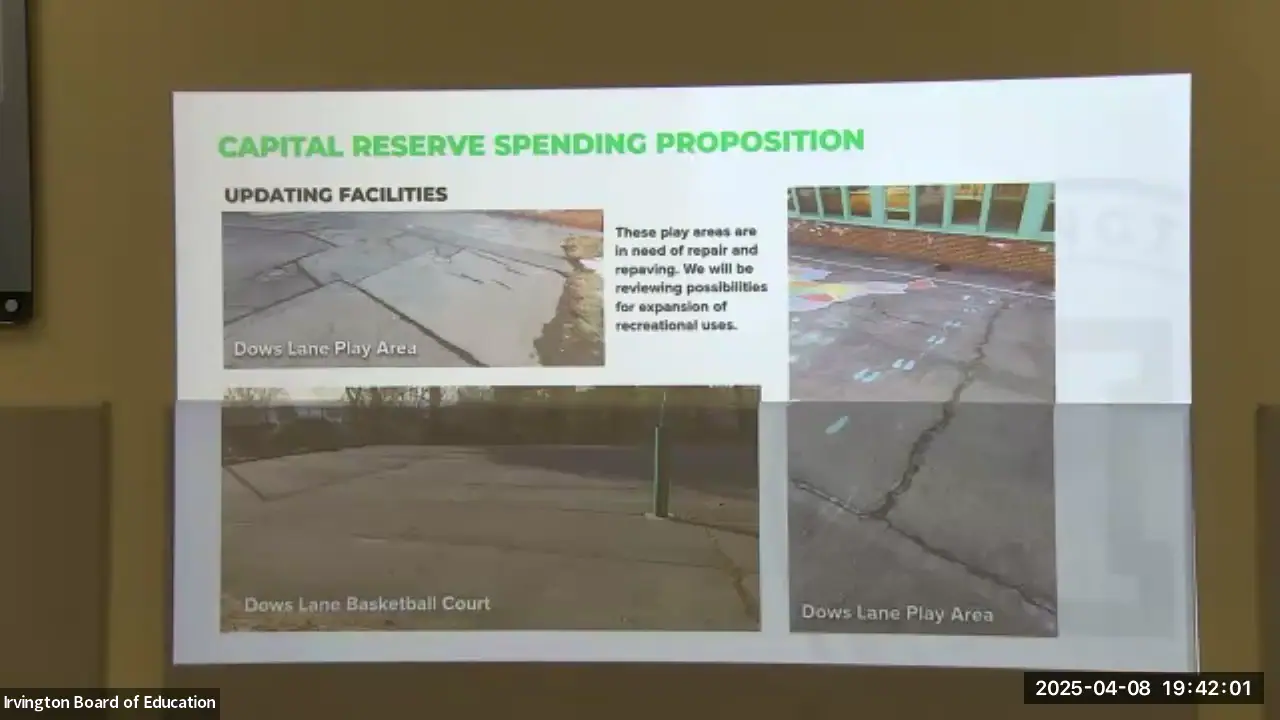 CAPITAL RESERVE SPENDING PROPOSITION
UPDATING FACILITIES
These play areas are
in need of repair and
repaving. We will be
reviewing possibilities
for expansion of
recreational uses.
Dows Lane Play Area
Dows Lane Basketball Court
Dows Lane Play Area
Irvington Board of Education
2025-04-08 19:42:01